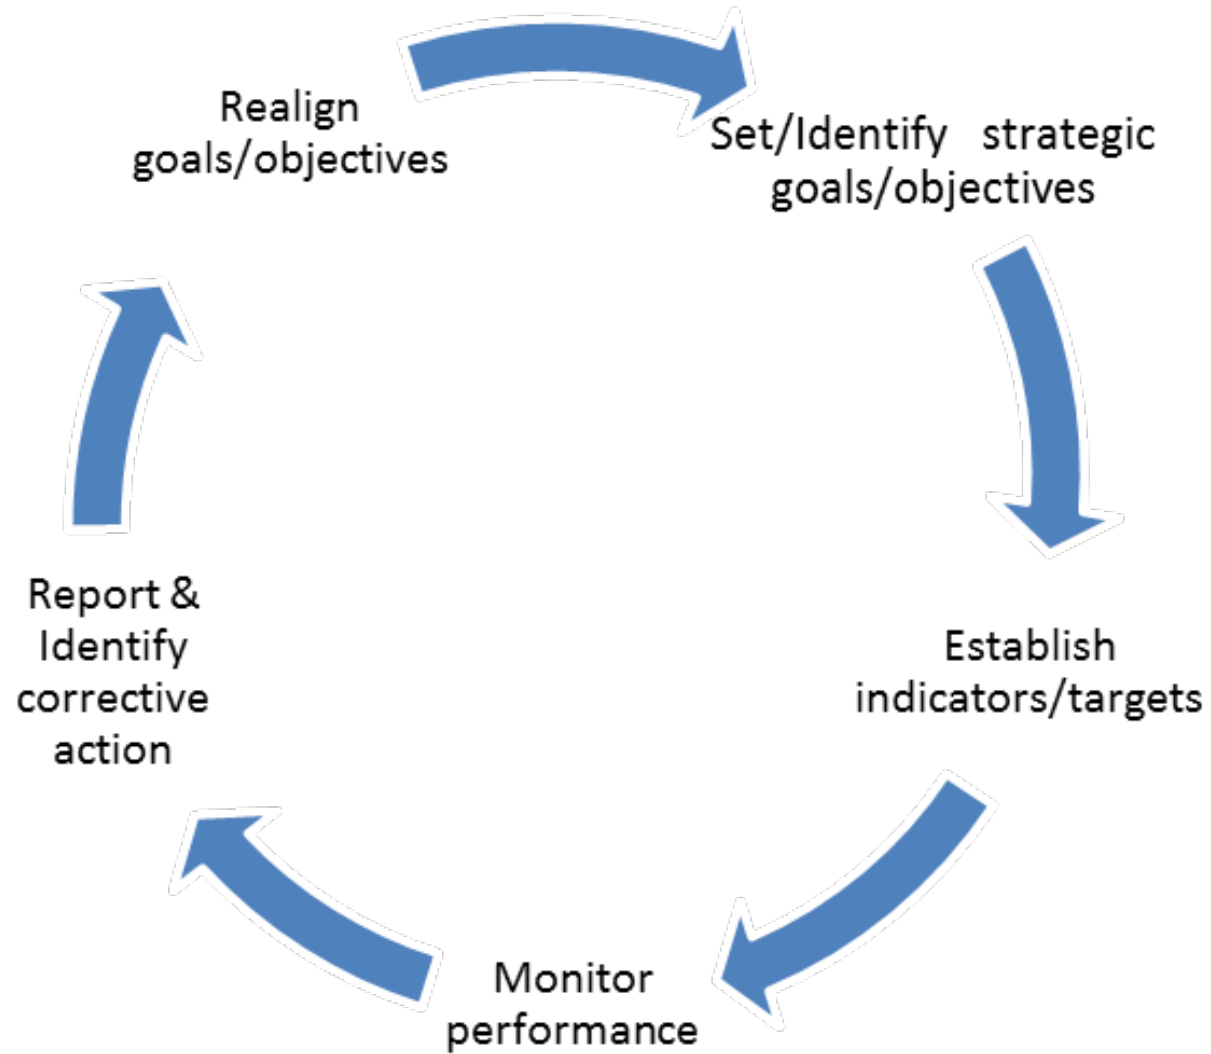 Realign
goals/objectives
Set/Identify strategic
goals/objectives
Establish
indicators/targets
Monitor
performance
Report &
Identify
corrective
action